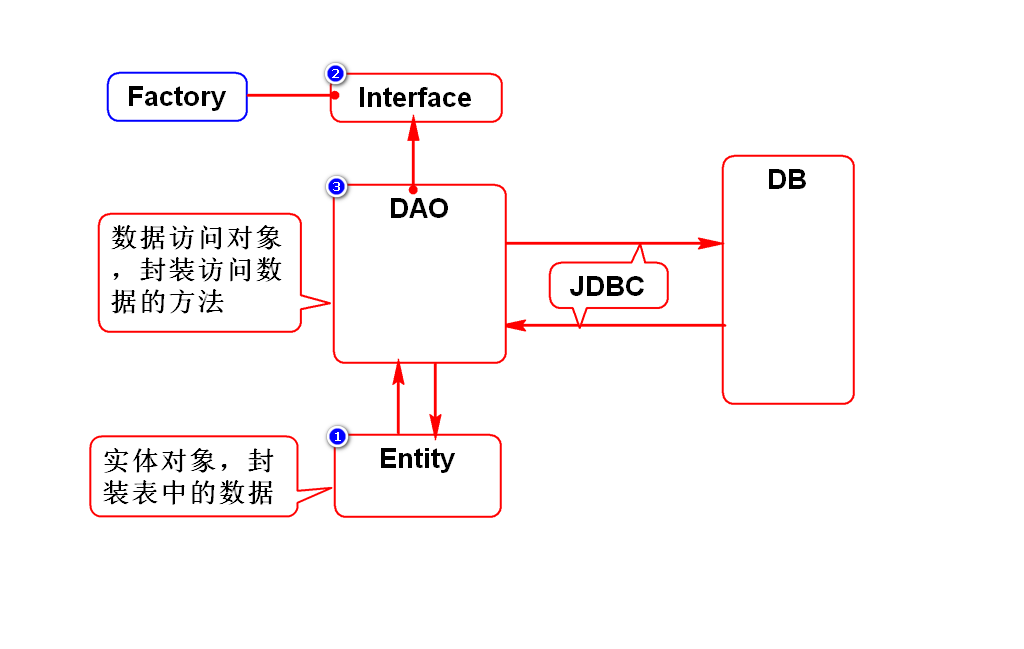 Factory
2
Interface
3
DAO
DB
数据访问对象
，封装访问数
据的方法
JDBC
1
Entity
实体对象，封
装表中的数据